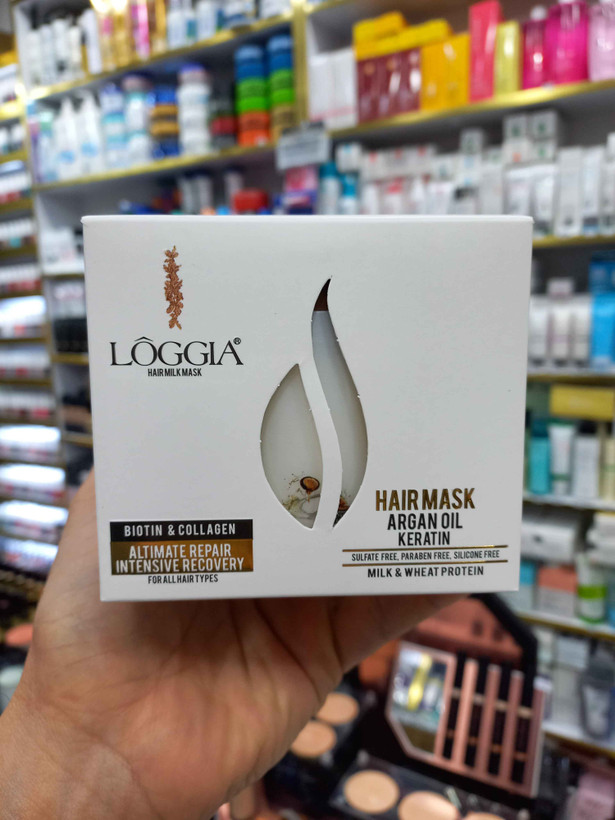 LÔGGIA®
HAIR MILK MASK
BIOTIN & COLLAGEN
ALTIMATE REPAIR
INTENSIVE RECOVERY
FOR ALL HAIR TYPES
HAIR MASK
ARGAN OIL
KERATIN
SULFATE FREE, PARABEN FREE, SILICONE FREE
MILK & WHEAT PROTEIN